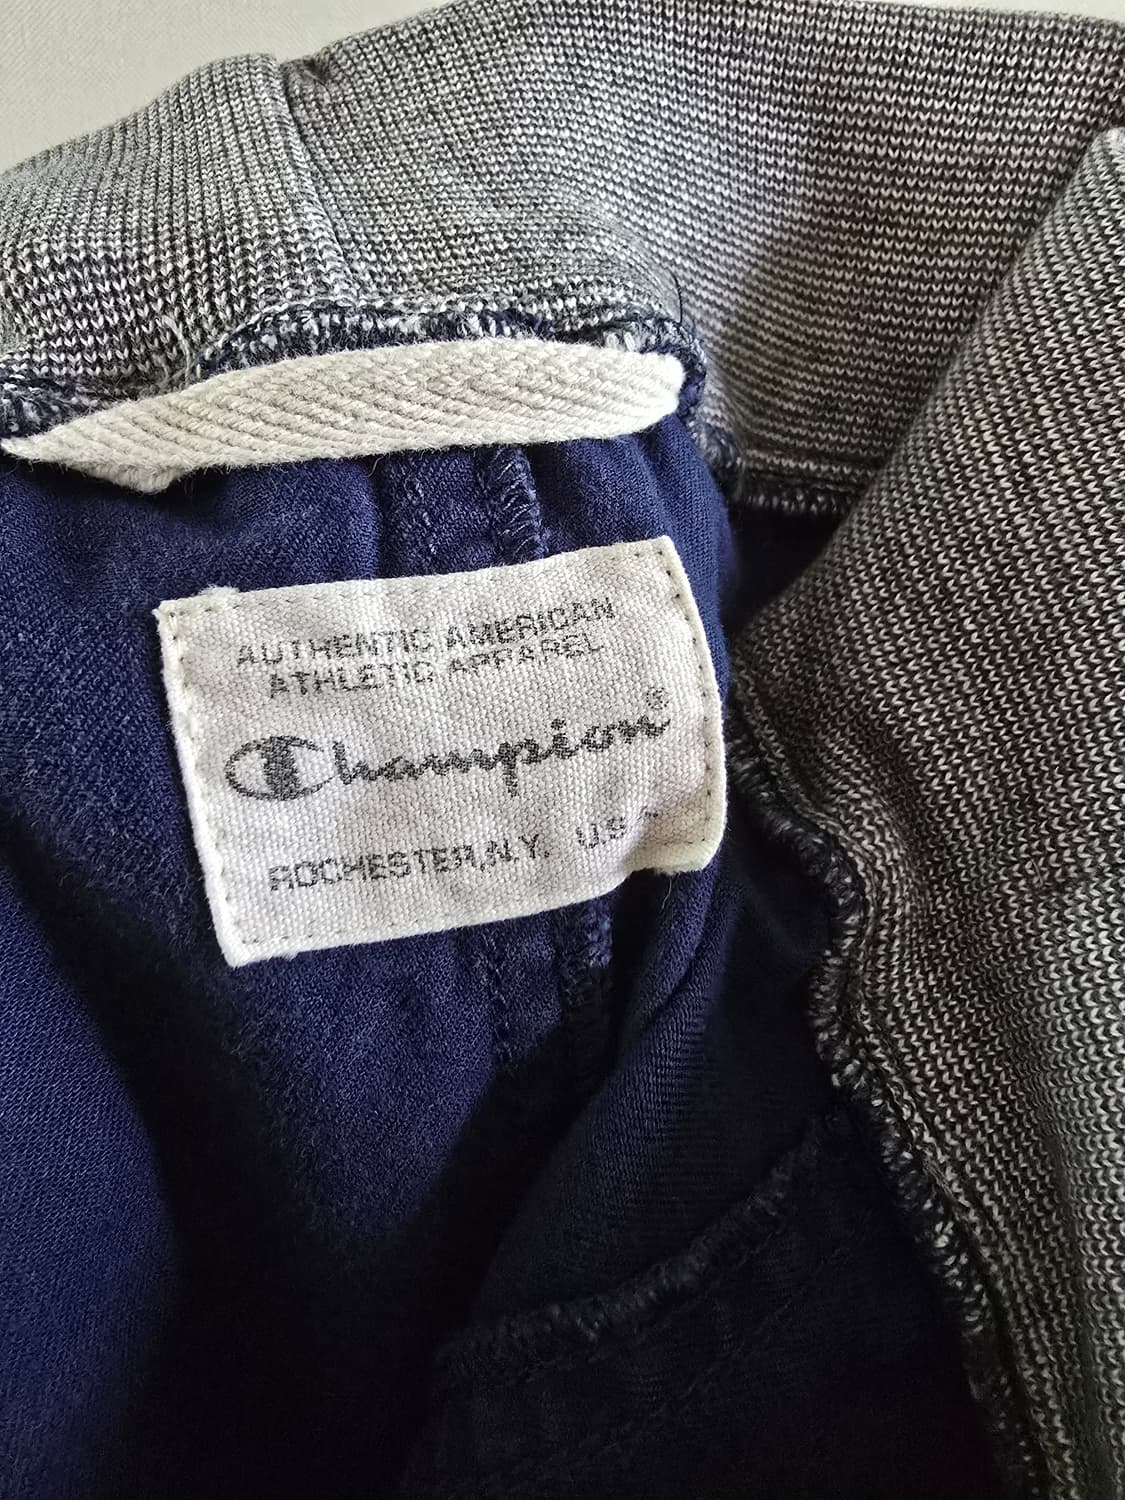 AUTHENTIC AMERICAN
ATHLETIC APPAREL
Champion®
ROCHESTER, N.Y. U.S